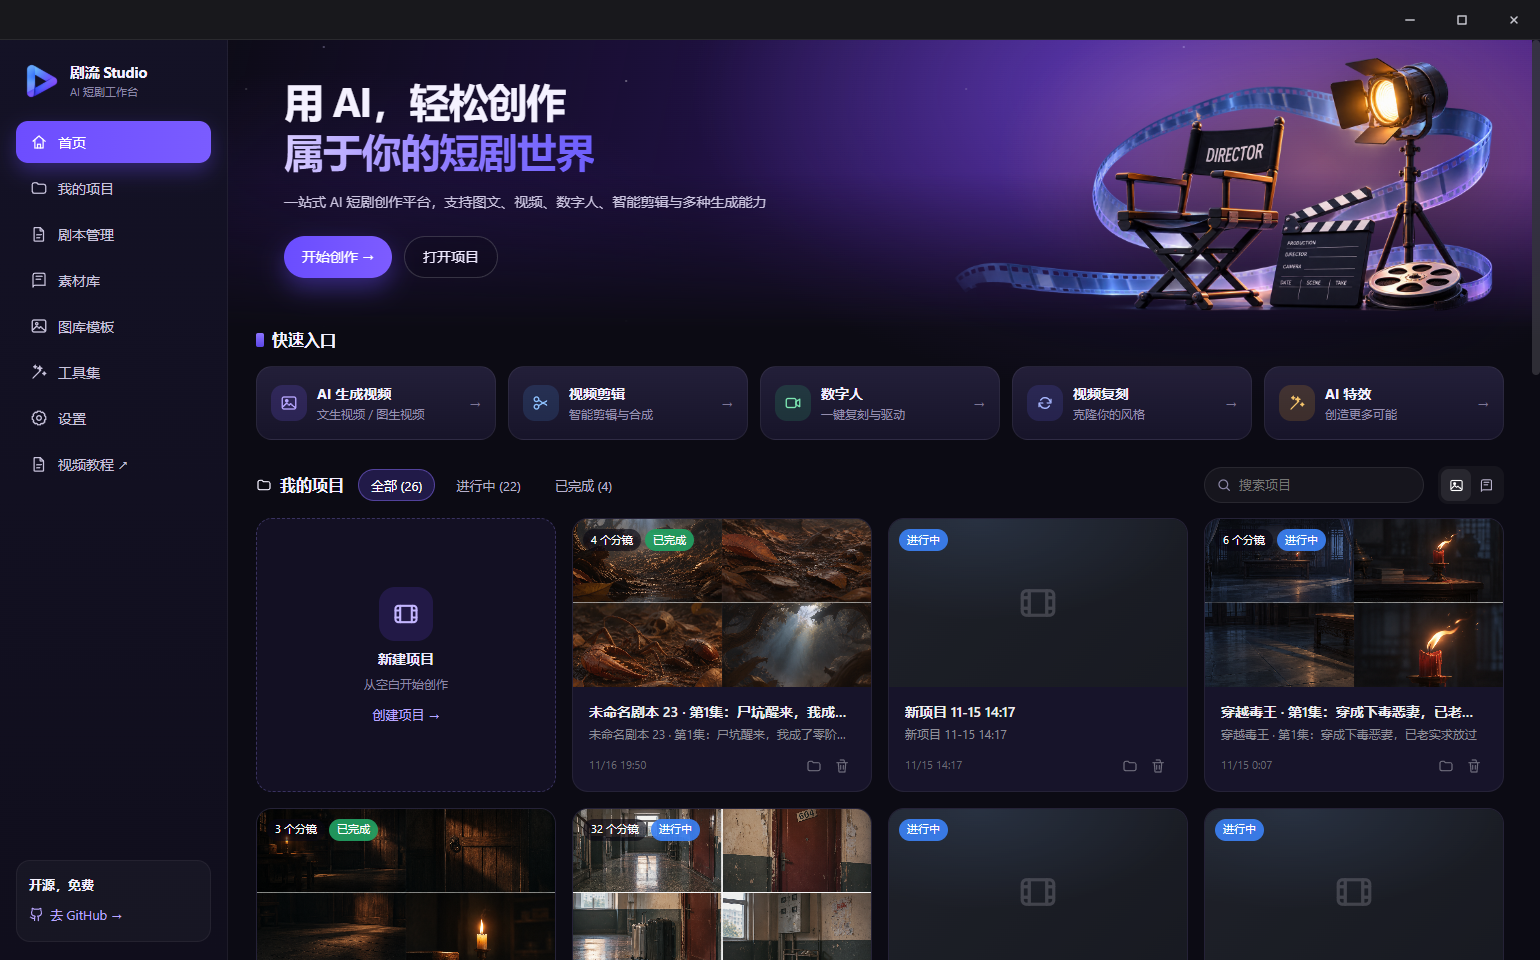 剧流 Studio
AI 短剧工作台
首页
我的项目
剧本管理
素材库
图库模板
工具集
设置
视频教程 ↗
开源，免费
去 GitHub →
用 AI，轻松创作
属于你的短剧世界
一站式 AI 短剧创作平台，支持图文、视频、数字人、智能剪辑与多种生成能力
开始创作 →
打开项目
DIRECTOR
PRODUCTION
DIRECTOR
CAMERA
DATE SCENE TAKE
快速入口
AI 生成视频
文生视频 / 图生视频
→
视频剪辑
智能剪辑与合成
→
数字人
一键复刻与驱动
→
视频复刻
克隆你的风格
→
AI 特效
创造更多可能
→
我的项目
全部 (26)
进行中 (22)
已完成 (4)
搜索项目
新建项目
从空白开始创作
创建项目 →
4 个分镜
已完成
未命名剧本 23 · 第1集：尸坑醒来，我成...
未命名剧本 23 · 第1集：尸坑醒来，我成了零阶...
11/16 19:50
进行中
新项目 11-15 14:17
新项目 11-15 14:17
11/15 14:17
6 个分镜
进行中
穿越毒王 · 第1集：穿成下毒恶妻，已老...
穿越毒王 · 第1集：穿成下毒恶妻，已老实求放过
11/15 0:07
3 个分镜
已完成
32 个分镜
进行中
604
进行中
进行中